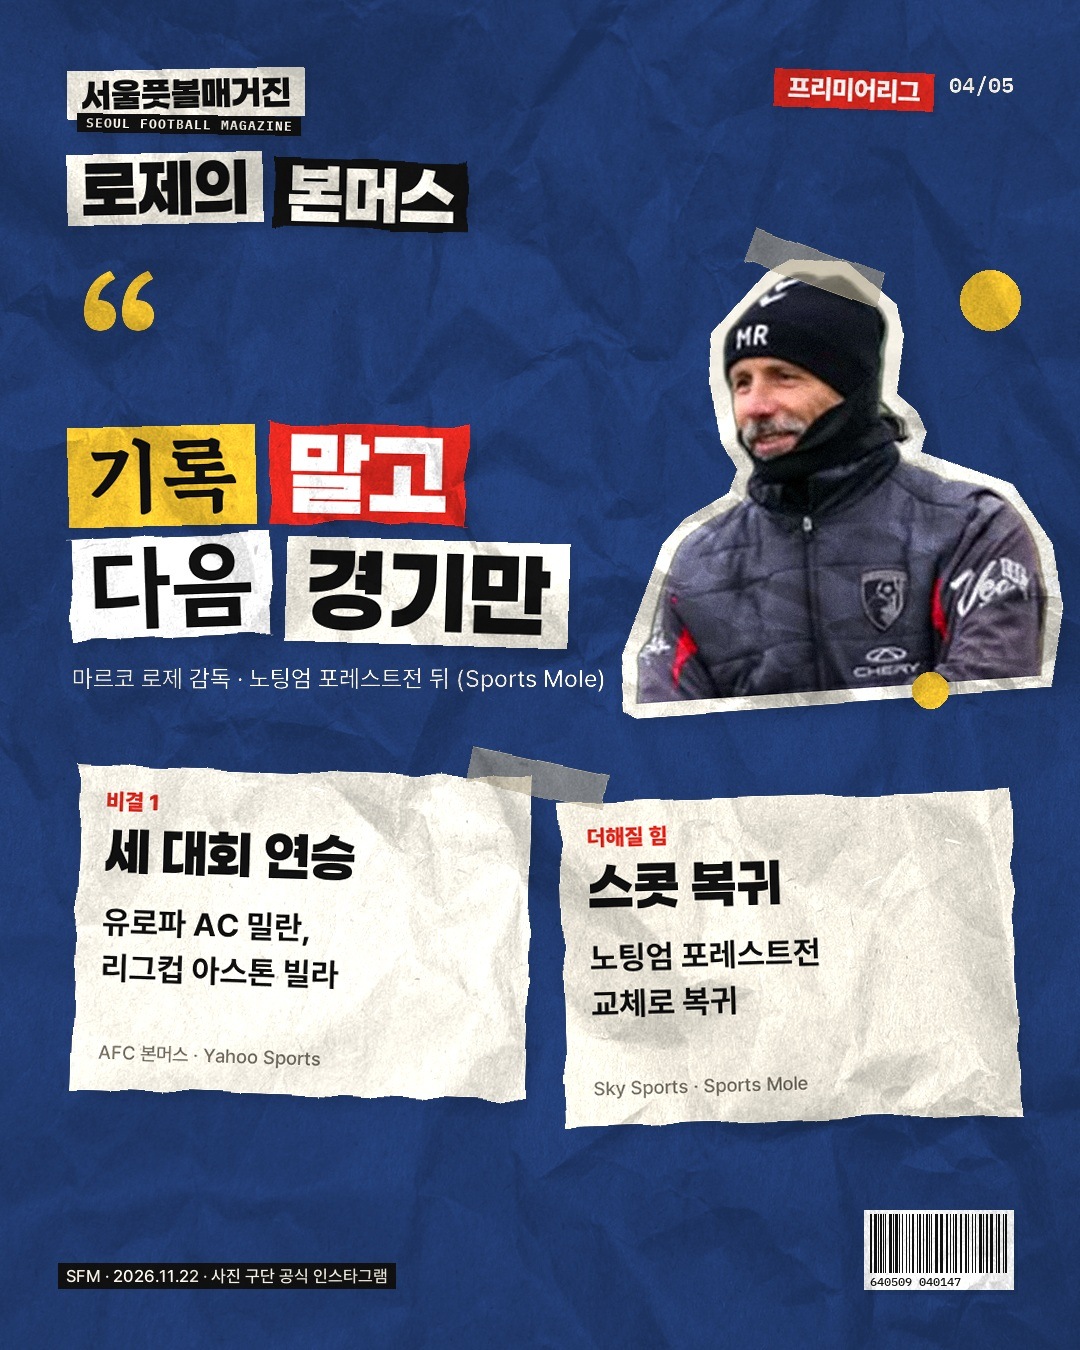 서울풋볼매거진
SEOUL FOOTBALL MAGAZINE
프리미어리그 04/05
로제의 본머스
“
MR
기록 말고
다음 경기만
마르코 로제 감독 · 노팅엄 포레스트전 뒤 (Sports Mole)
CHERY
비결 1
세 대회 연승
유로파 AC 밀란,
리그컵 아스톤 빌라
AFC 본머스 · Yahoo Sports
더해질 힘
스콧 복귀
노팅엄 포레스트전
교체로 복귀
Sky Sports · Sports Mole
SFM · 2026.11.22 · 사진 구단 공식 인스타그램
640509 040147